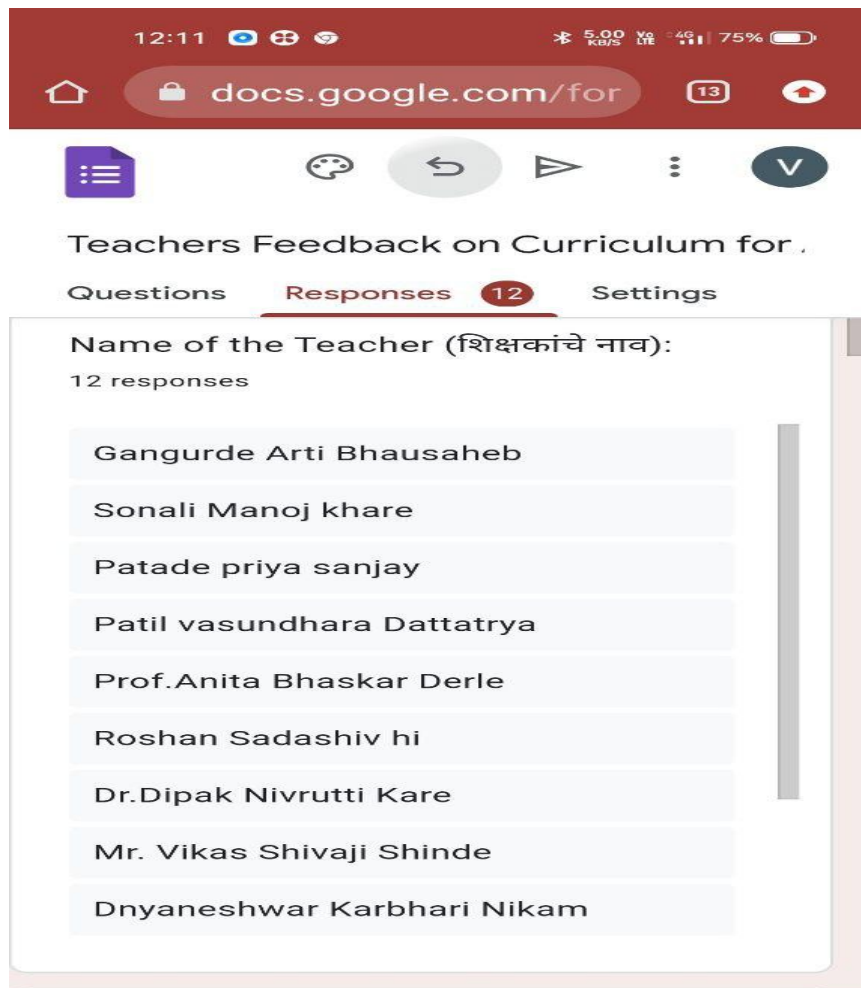 12:11 5.00 KB/S Vo LTE 4G 75%
docs.google.com/for 13
V
Teachers Feedback on Curriculum for
Questions Responses 12 Settings
Name of the Teacher (शिक्षकांचे नाव):
12 responses
Gangurde Arti Bhausaheb
Sonali Manoj khare
Patade priya sanjay
Patil vasundhara Dattatrya
Prof.Anita Bhaskar Derle
Roshan Sadashiv hi
Dr.Dipak Nivrutti Kare
Mr. Vikas Shivaji Shinde
Dnyaneshwar Karbhari Nikam